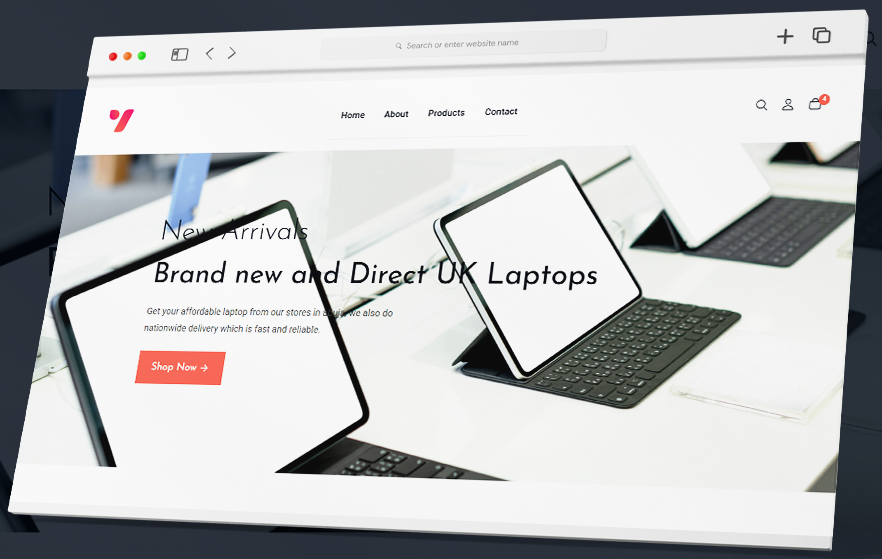 Search or enter website name
Home About Products Contact
4
New Arrivals
Brand new and Direct UK Laptops
Get your affordable laptop from our stores in abuja, we also do
nationwide delivery which is fast and reliable.
Shop Now →